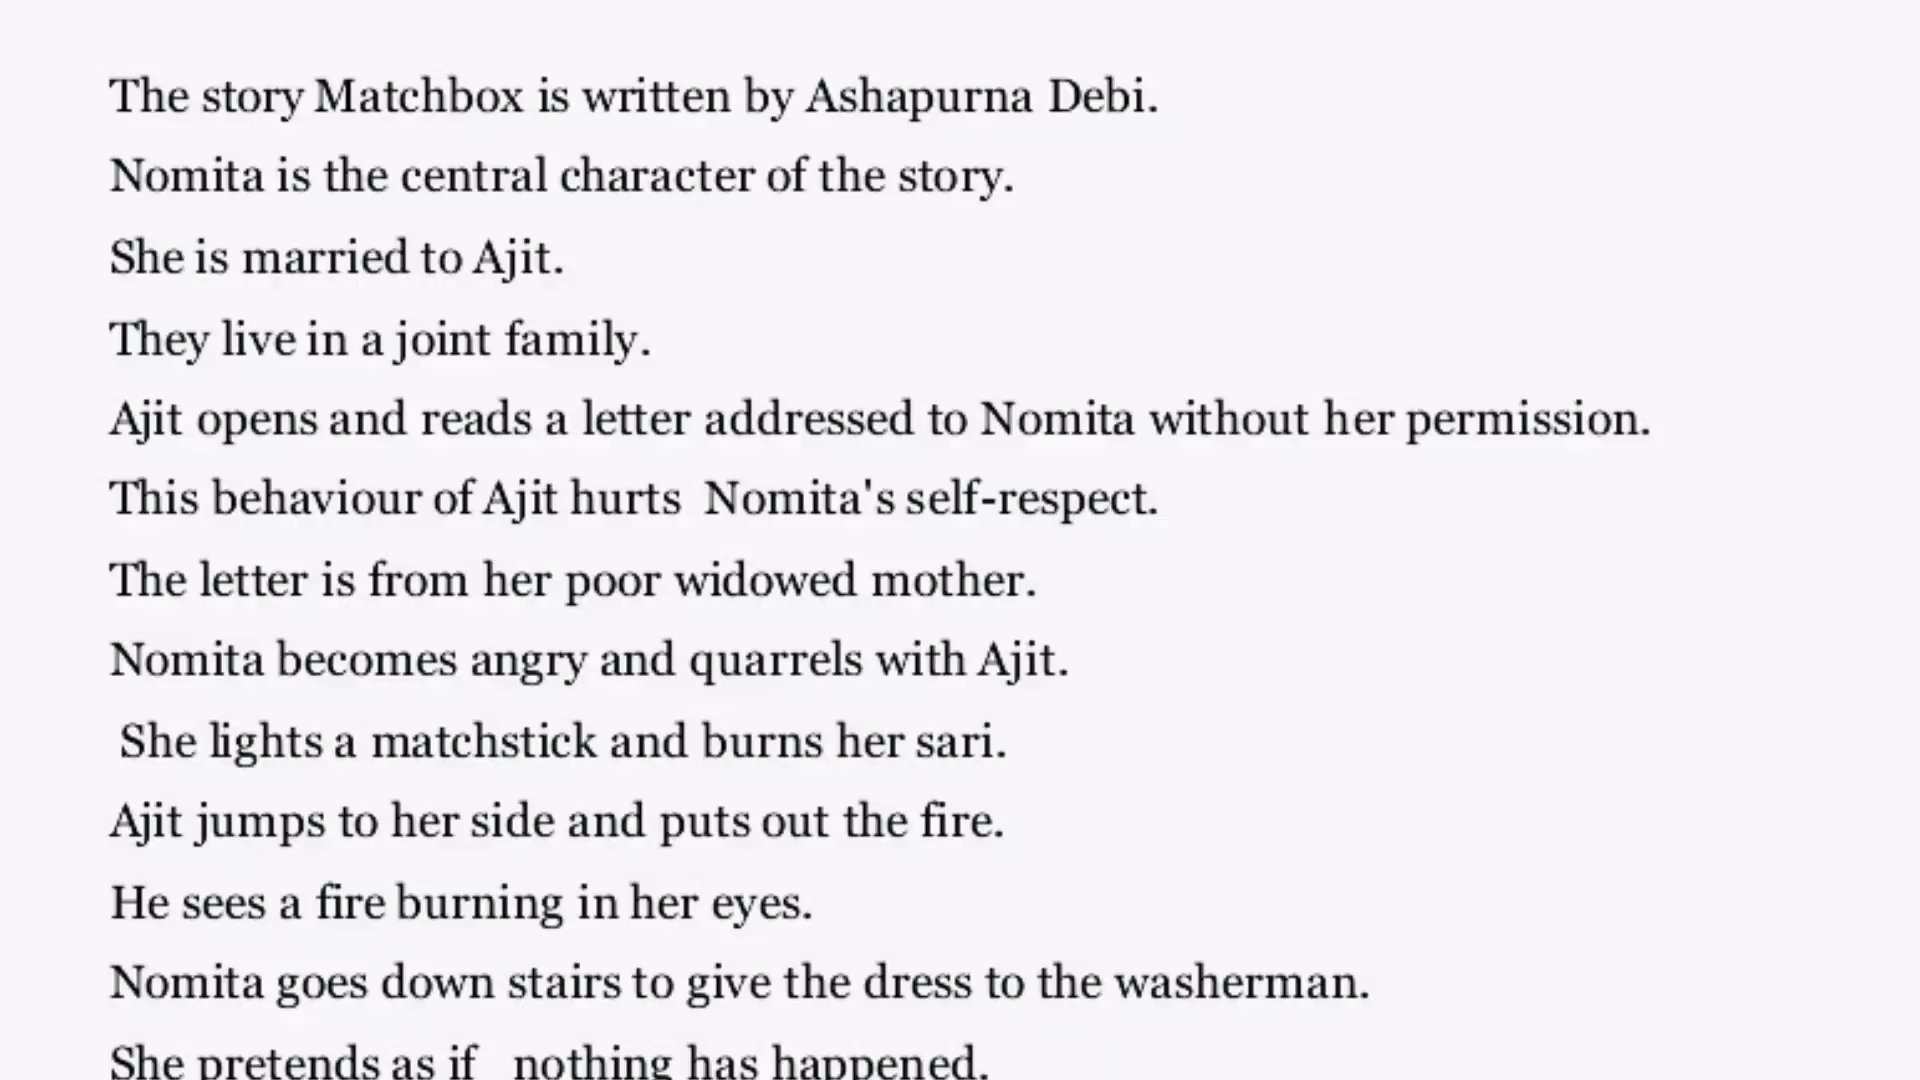 The story Matchbox is written by Ashapurna Debi.
Nomita is the central character of the story.
She is married to Ajit.
They live in a joint family.
Ajit opens and reads a letter addressed to Nomita without her permission.
This behaviour of Ajit hurts  Nomita's self-respect.
The letter is from her poor widowed mother.
Nomita becomes angry and quarrels with Ajit.
She lights a matchstick and burns her sari.
Ajit jumps to her side and puts out the fire.
He sees a fire burning in her eyes.
Nomita goes down stairs to give the dress to the washerman.
She pretends as if   nothing has happened.